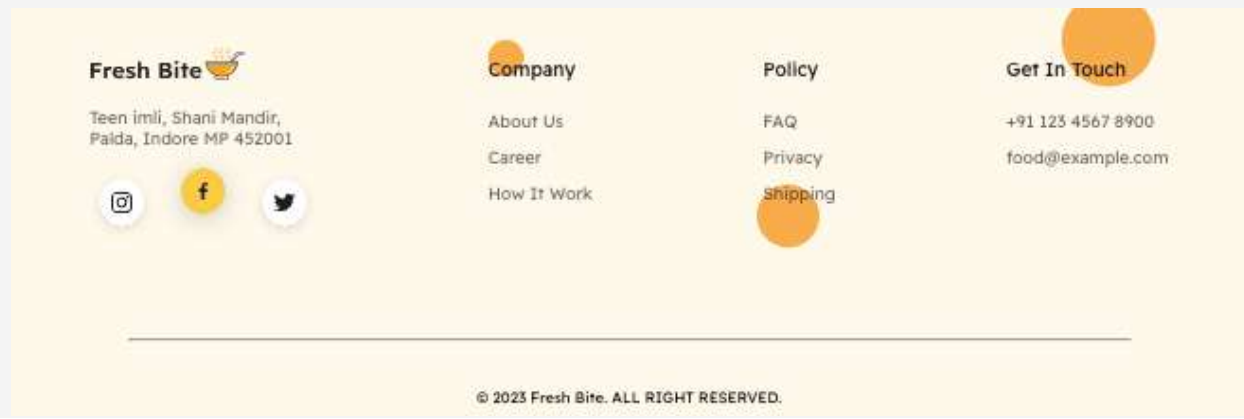 Fresh Bite
Teen imli, Shani Mandir,
Palda, Indore MP 452001
Company
About Us
Career
How It Work
Policy
FAQ
Privacy
Shipping
Get In Touch
+91 123 4567 8900
food@example.com
© 2023 Fresh Bite. ALL RIGHT RESERVED.